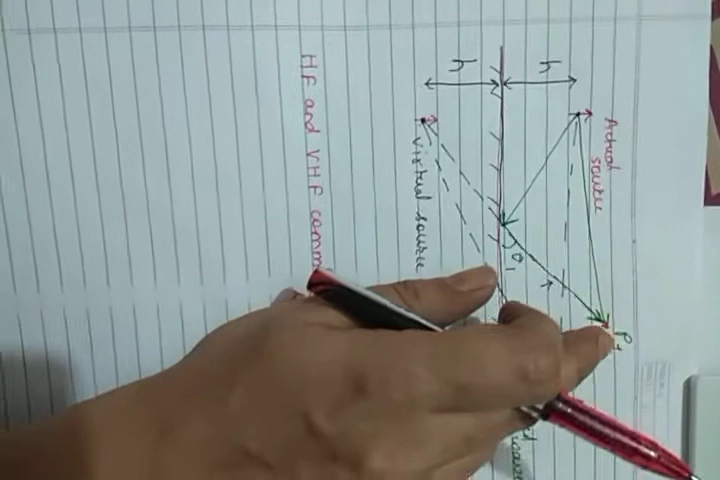 Actual
source
h
h
P
θ
Virtual source
HF and VHF comm